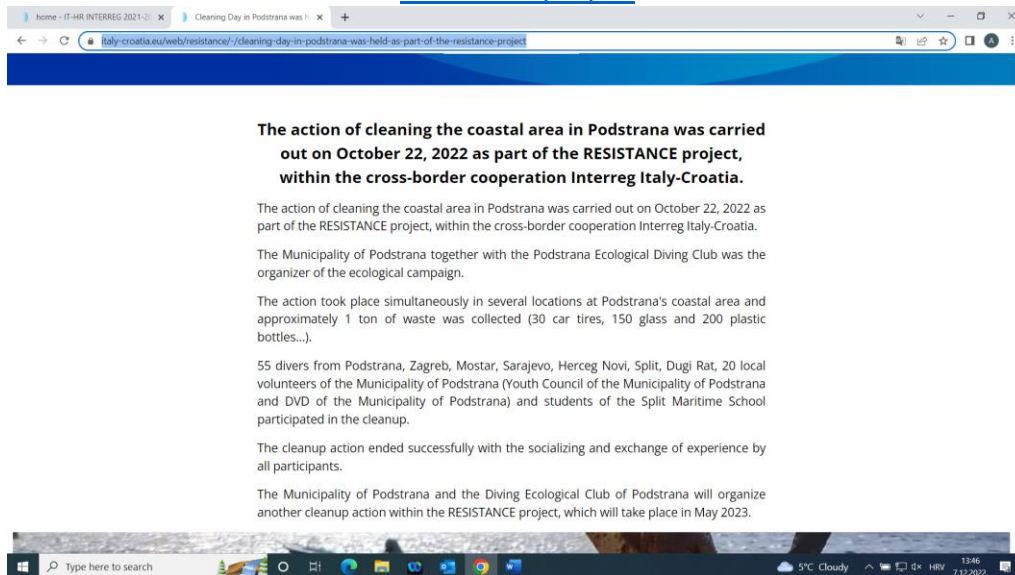 home - IT-HR INTERREG 2021-20
Cleaning Day in Podstrana was h
italy-croatia.eu/web/resistance/-/cleaning-day-in-podstrana-was-held-as-part-of-the-resistance-project
A
The action of cleaning the coastal area in Podstrana was carried
out on October 22, 2022 as part of the RESISTANCE project,
within the cross-border cooperation Interreg Italy-Croatia.
The action of cleaning the coastal area in Podstrana was carried out on October 22, 2022 as
part of the RESISTANCE project, within the cross-border cooperation Interreg Italy-Croatia.
The Municipality of Podstrana together with the Podstrana Ecological Diving Club was the
organizer of the ecological campaign.
The action took place simultaneously in several locations at Podstrana's coastal area and
approximately 1 ton of waste was collected (30 car tires, 150 glass and 200 plastic
bottles...).
55 divers from Podstrana, Zagreb, Mostar, Sarajevo, Herceg Novi, Split, Dugi Rat, 20 local
volunteers of the Municipality of Podstrana (Youth Council of the Municipality of Podstrana
and DVD of the Municipality of Podstrana) and students of the Split Maritime School
participated in the cleanup.
The cleanup action ended successfully with the socializing and exchange of experience by
all participants.
The Municipality of Podstrana and the Diving Ecological Club of Podstrana will organize
another cleanup action within the RESISTANCE project, which will take place in May 2023.
Type here to search
5°C Cloudy
HRV
13:46
7.12.2022.